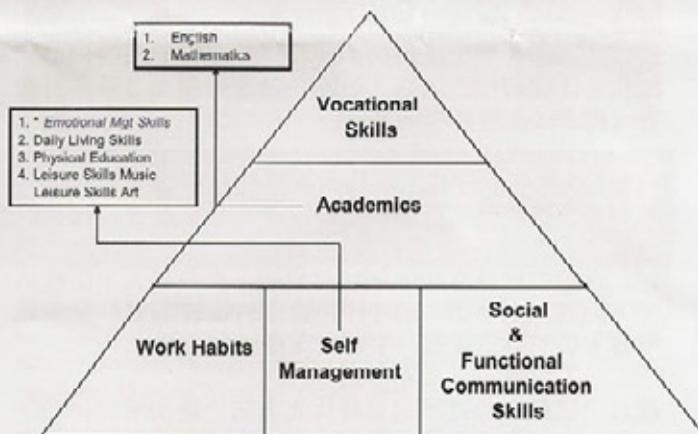 1. English
2. Mathematics
Vocational
Skills
1. * Emotional Mgt Skills
2. Daily Living Skills
3. Physical Education
4. Leisure Skills Music
Leisure Skills Art
Academics
Work Habits
Self
Management
Social
&
Functional
Communication
Skills